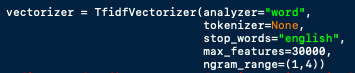 vectorizer = TfidfVectorizer(analyzer="word",
tokenizer=None,
stop_words="english",
max_features=30000,
ngram_range=(1,4))